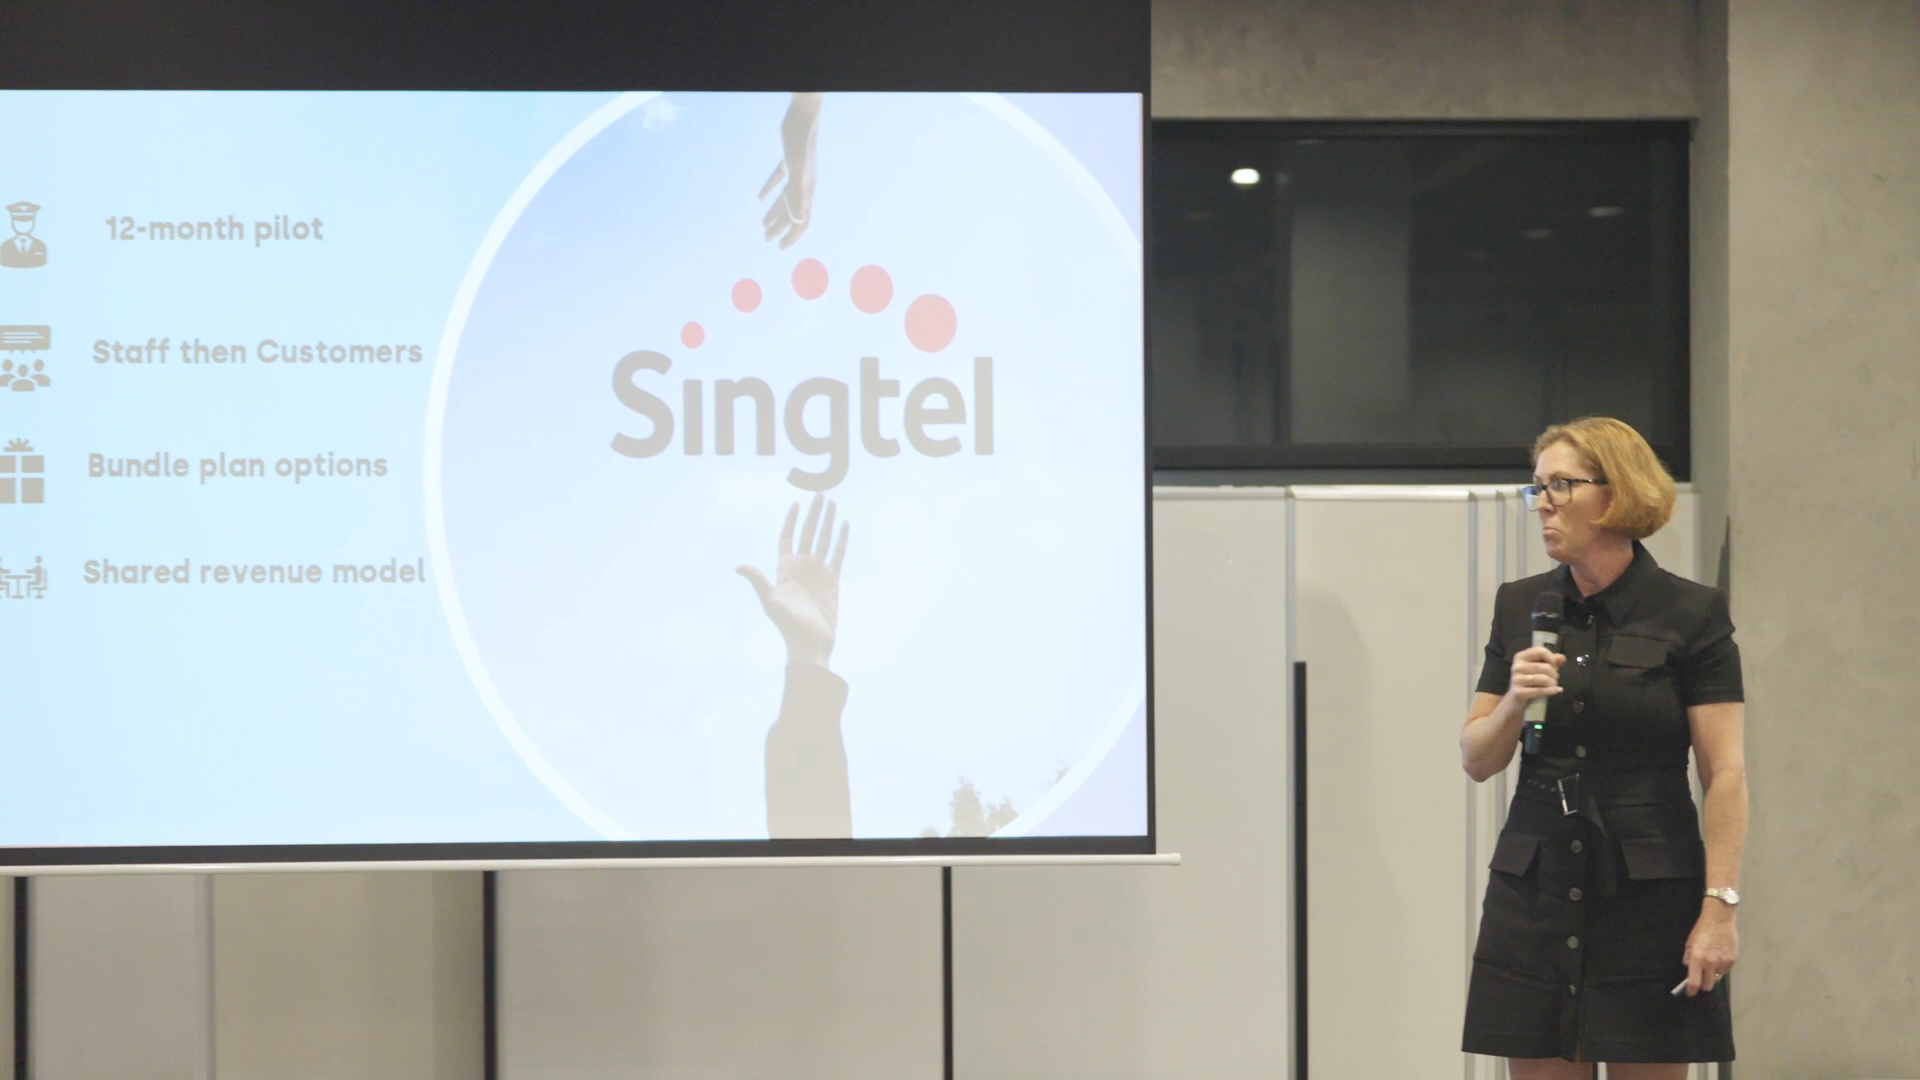 12-month pilot
Staff then Customers
Bundle plan options
Shared revenue model
Singtel